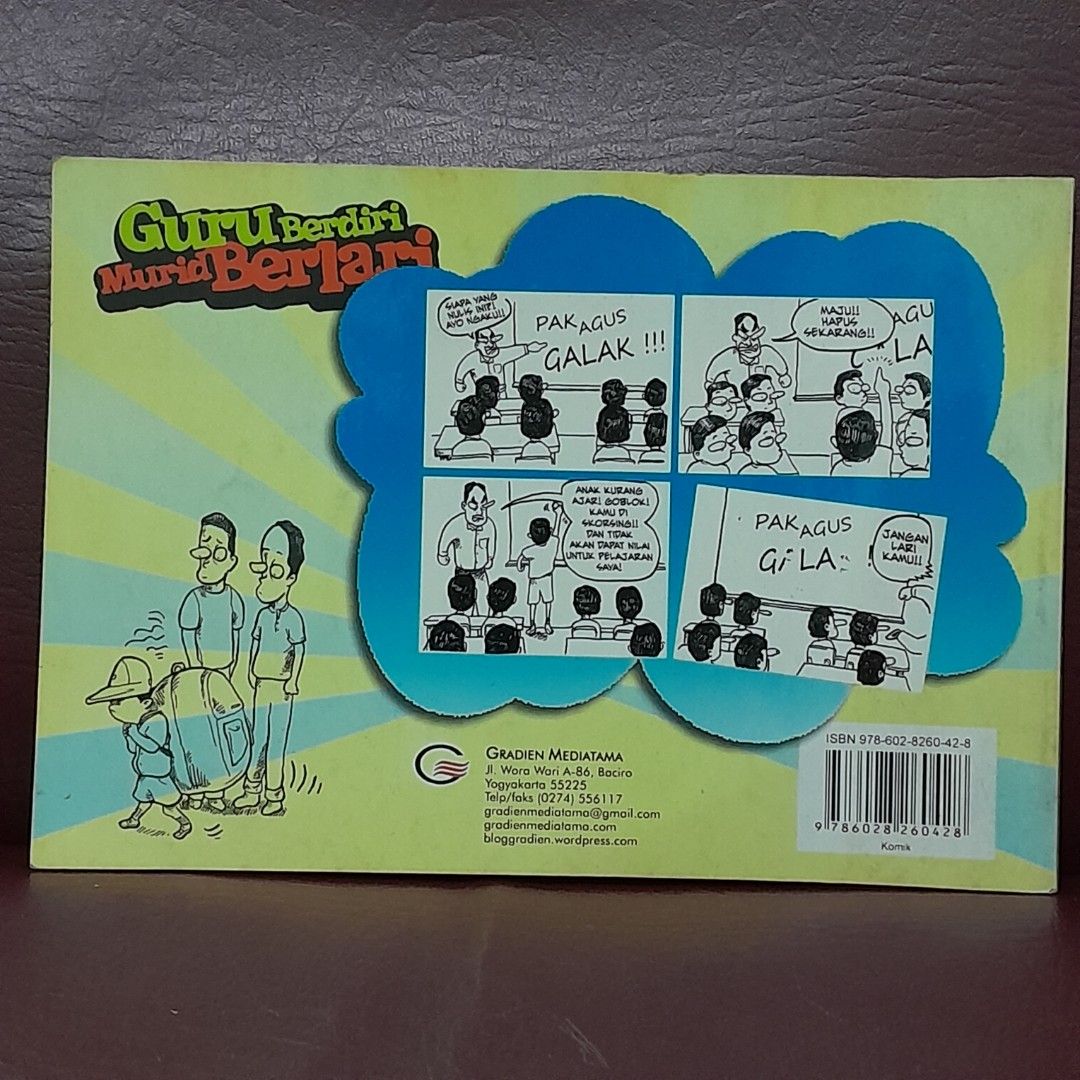 Guru Berdiri
Murid Berlari
SIAPA YANG
NULIS INI?!
AYO NGAKU!!
PAK AGUS
GALAK !!!
MAJU!!
HAPUS
SEKARANG!!
AGU
LA
ANAK KURANG
AJAR! GOBLOK!
KAMU DI
SKORSING!!
DAN TIDAK
AKAN DAPAT NILAI
UNTUK PELAJARAN
SAYA!
PAK AGUS
GILA
JANGAN
LARI
KAMU!!
GRADIEN MEDIATAMA
Jl. Wora Wari A-86, Baciro
Yogyakarta 55225
Telp/faks (0274) 556117
gradienmediatama@gmail.com
gradienmediatama.com
bloggradien.wordpress.com
ISBN 978-602-8260-42-8
9 786028 260428
Komik